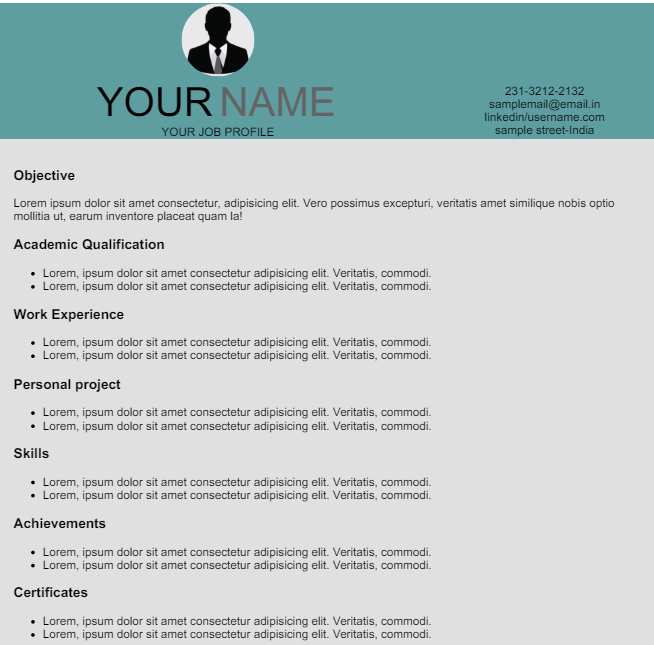 YOUR NAME
YOUR JOB PROFILE
231-3212-2132
samplemail@email.in
linkedin/username.com
sample street-India
Objective
Lorem ipsum dolor sit amet consectetur, adipisicing elit. Vero possimus excepturi, veritatis amet similique nobis optio
mollitia ut, earum inventore placeat quam la!
Academic Qualification
• Lorem, ipsum dolor sit amet consectetur adipisicing elit. Veritatis, commodi.
• Lorem, ipsum dolor sit amet consectetur adipisicing elit. Veritatis, commodi.
Work Experience
• Lorem, ipsum dolor sit amet consectetur adipisicing elit. Veritatis, commodi.
• Lorem, ipsum dolor sit amet consectetur adipisicing elit. Veritatis, commodi.
Personal project
• Lorem, ipsum dolor sit amet consectetur adipisicing elit. Veritatis, commodi.
• Lorem, ipsum dolor sit amet consectetur adipisicing elit. Veritatis, commodi.
Skills
• Lorem, ipsum dolor sit amet consectetur adipisicing elit. Veritatis, commodi.
• Lorem, ipsum dolor sit amet consectetur adipisicing elit. Veritatis, commodi.
Achievements
• Lorem, ipsum dolor sit amet consectetur adipisicing elit. Veritatis, commodi.
• Lorem, ipsum dolor sit amet consectetur adipisicing elit. Veritatis, commodi.
Certificates
• Lorem, ipsum dolor sit amet consectetur adipisicing elit. Veritatis, commodi.
• Lorem, ipsum dolor sit amet consectetur adipisicing elit. Veritatis, commodi.